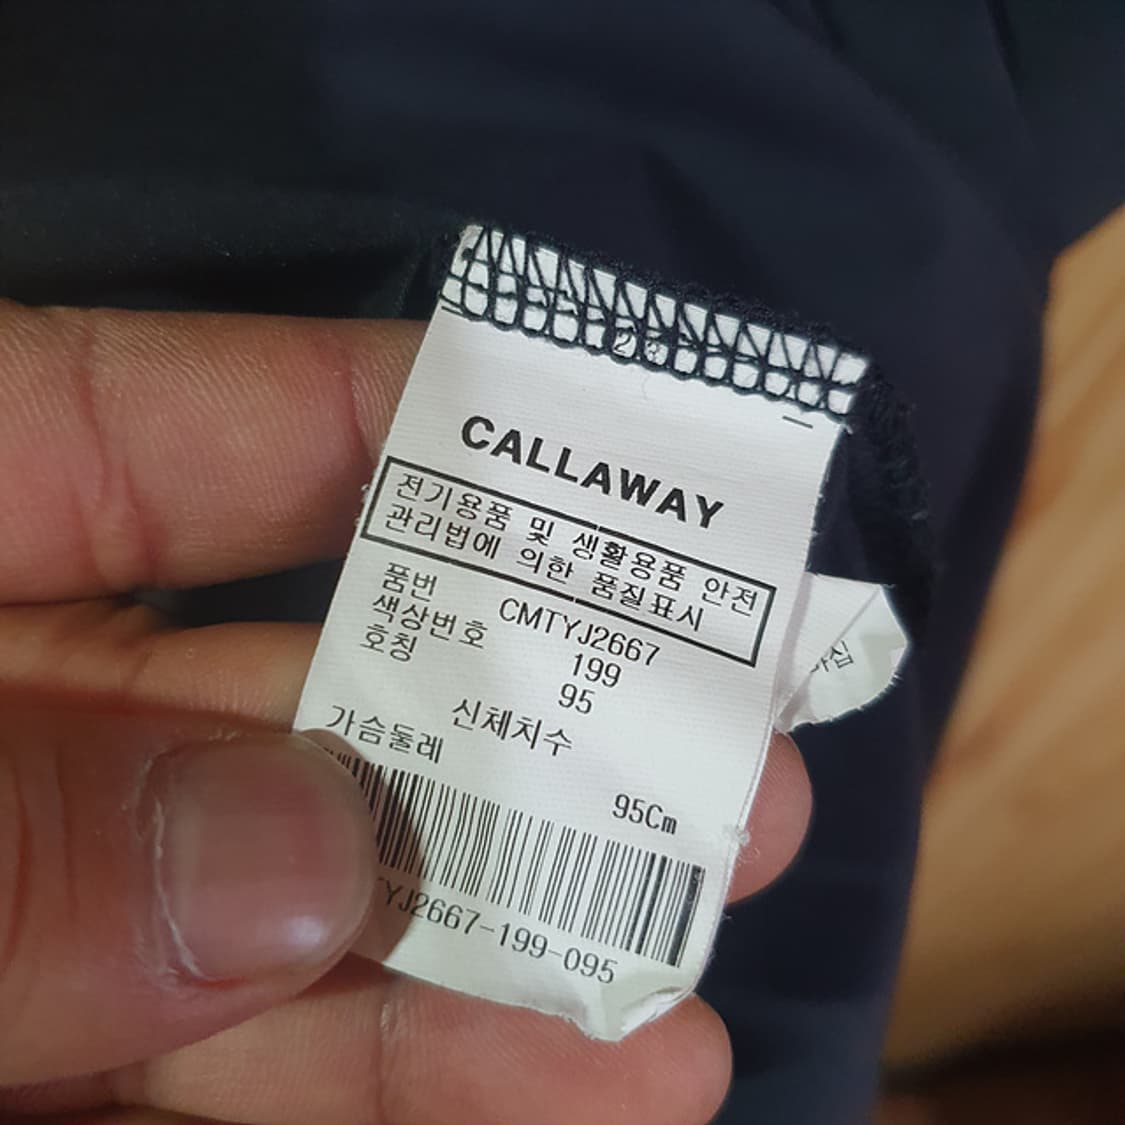 CALLAWAY
전기용품 및 생활용품 안전
관리법에 의한 품질표시
품번 CMTYJ2667
색상번호 199
호칭 95
신체치수
가슴둘레
95Cm
YJ2667-199-095